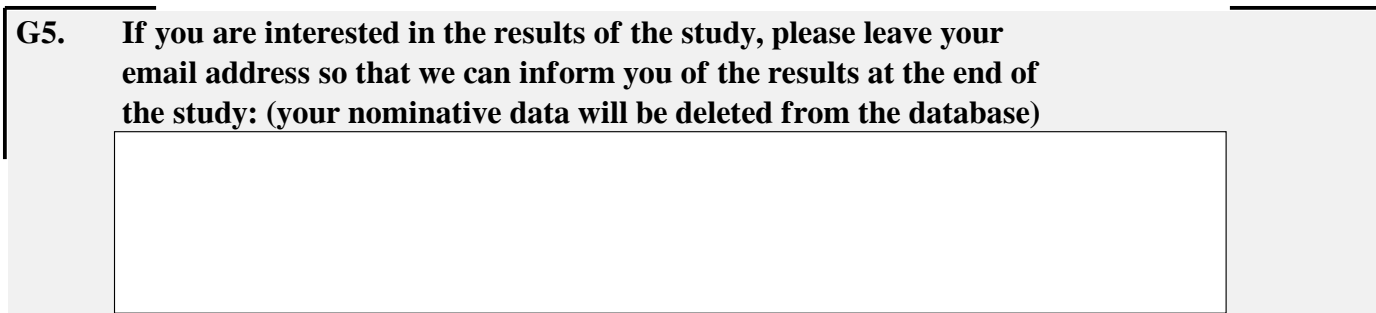 G5. If you are interested in the results of the study, please leave your
email address so that we can inform you of the results at the end of
the study: (your nominative data will be deleted from the database)